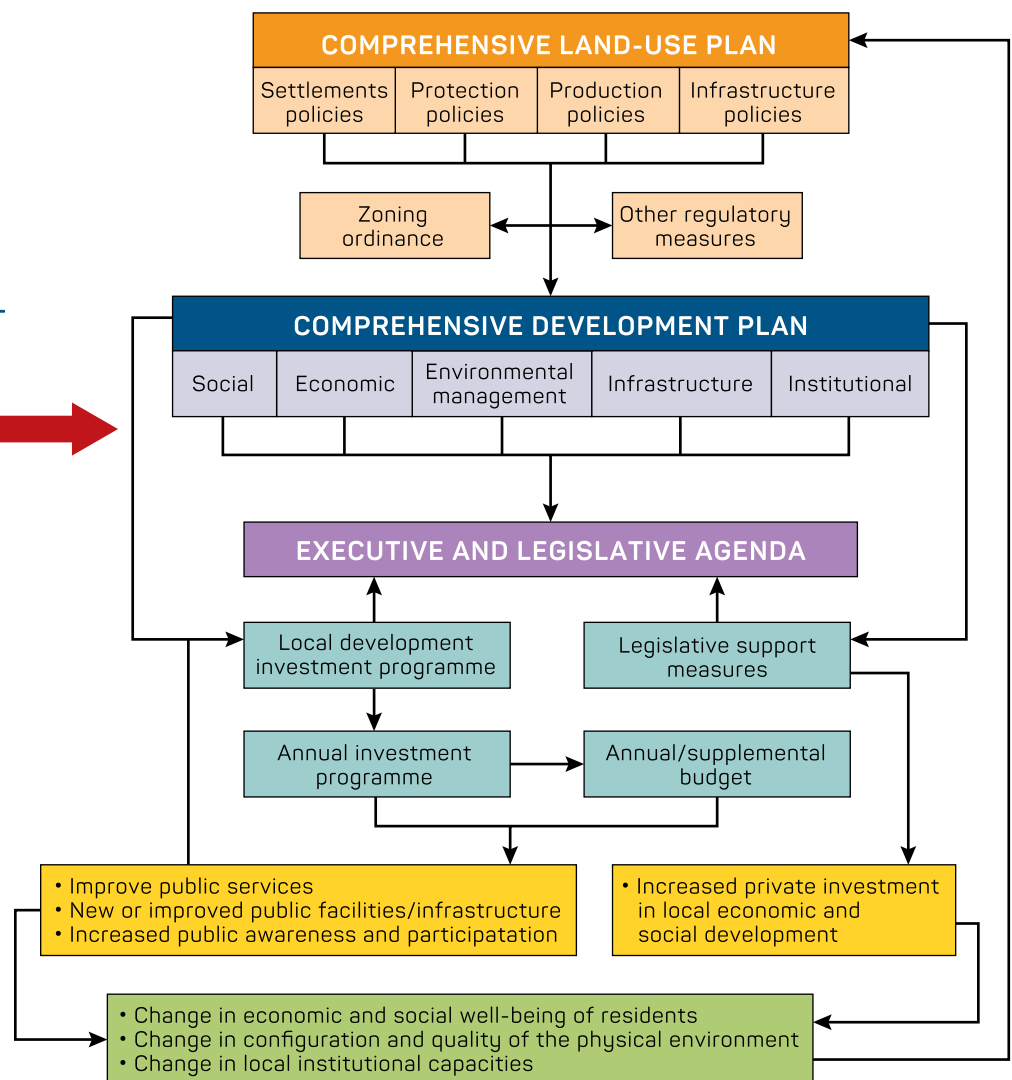 COMPREHENSIVE LAND-USE PLAN
Settlements
policies
Protection
policies
Production
policies
Infrastructure
policies
Zoning
ordinance
Other regulatory
measures
COMPREHENSIVE DEVELOPMENT PLAN
Social
Economic
Environmental
management
Infrastructure
Institutional
EXECUTIVE AND LEGISLATIVE AGENDA
Local development
investment programme
Legislative support
measures
Annual investment
programme
Annual/supplemental
budget
• Improve public services
• New or improved public facilities/infrastructure
• Increased public awareness and participatation
• Increased private investment
in local economic and
social development
• Change in economic and social well-being of residents
• Change in configuration and quality of the physical environment
• Change in local institutional capacities